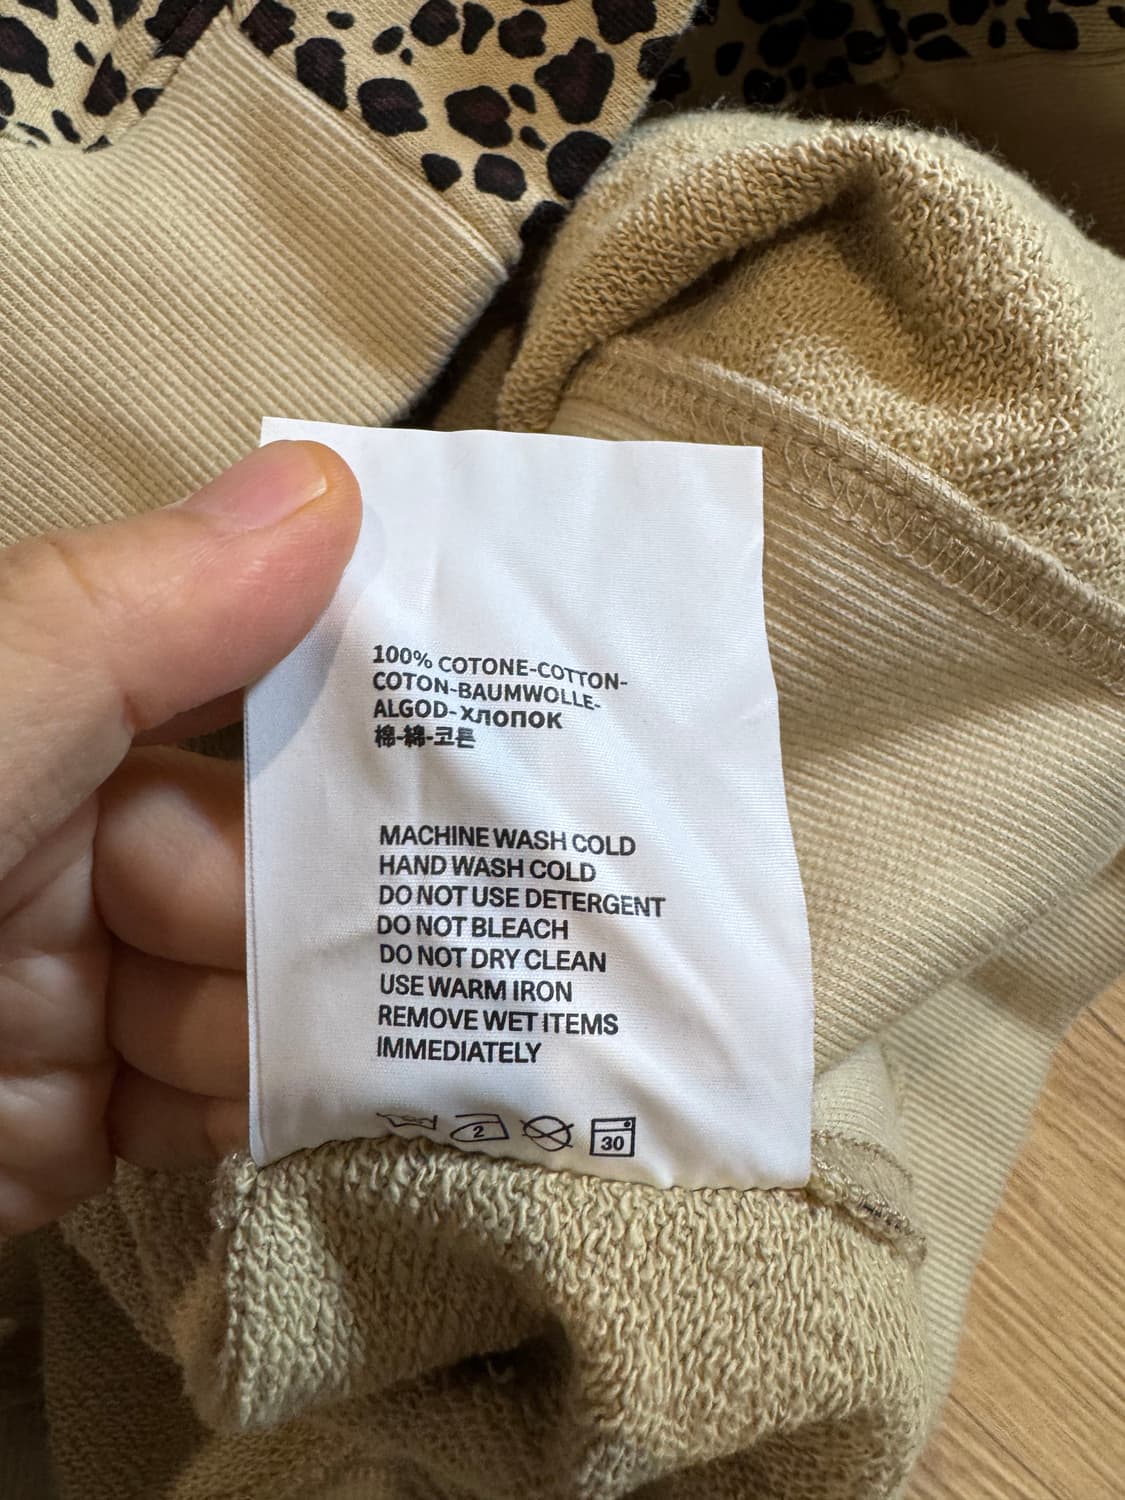 100% COTONE-COTTON-
COTON-BAUMWOLLE-
ALGOD-ХЛОПОК
棉-綿-코튼
MACHINE WASH COLD
HAND WASH COLD
DO NOT USE DETERGENT
DO NOT BLEACH
DO NOT DRY CLEAN
USE WARM IRON
REMOVE WET ITEMS
IMMEDIATELY
2 30